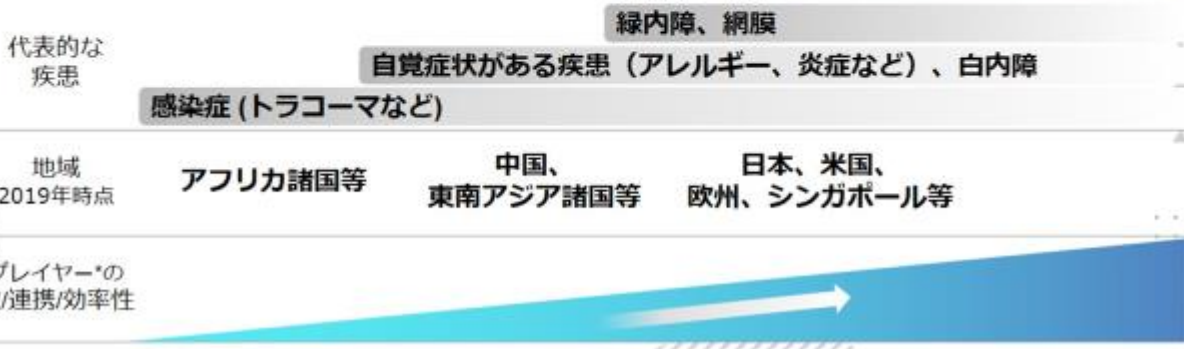 代表的な
疾患
緑内障、網膜
自覚症状がある疾患（アレルギー、炎症など）、白内障
感染症 (トラコーマなど)
地域
2019年時点
アフリカ諸国等
中国、
東南アジア諸国等
日本、米国、
欧州、シンガポール等
プレイヤー*の
/連携/効率性